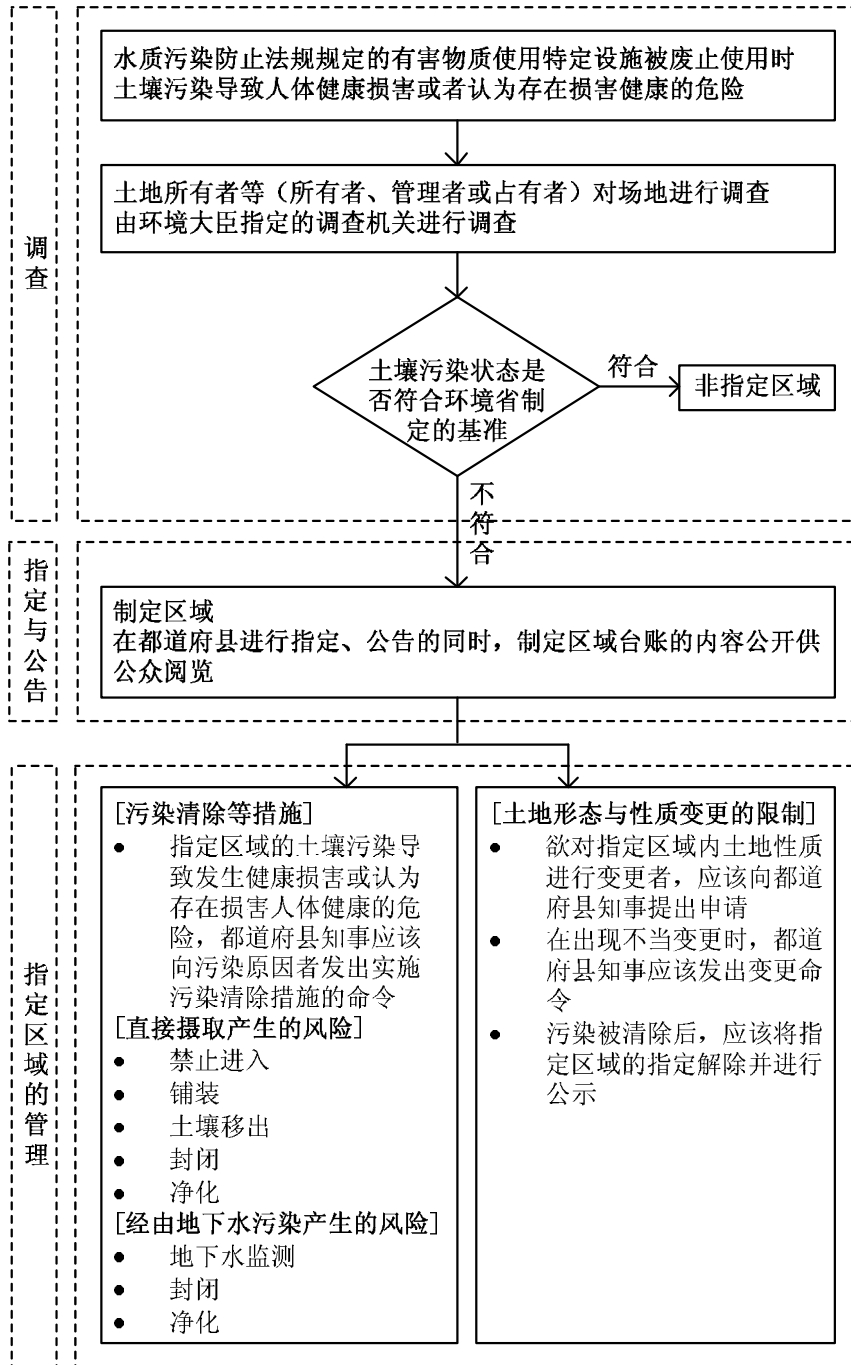 调查
水质污染防止法规规定的有害物质使用特定设施被废止使用时
土壤污染导致人体健康损害或者认为存在损害健康的危险
土地所有者等（所有者、管理者或占有者）对场地进行调查
由环境大臣指定的调查机关进行调查
土壤污染状态是
否符合环境省制
定的基准
符合
非指定区域
不符合
指定与公告
制定区域
在都道府县进行指定、公告的同时，制定区域台账的内容公开供
公众阅览
指定区域的管理
[污染清除等措施]
● 指定区域的土壤污染导
致发生健康损害或认为
存在损害人体健康的危
险，都道府县知事应该
向污染原因者发出实施
污染清除措施的命令
[直接摄取产生的风险]
● 禁止进入
● 铺装
● 土壤移出
● 封闭
● 净化
[经由地下水污染产生的风险]
● 地下水监测
● 封闭
● 净化
[土地形态与性质变更的限制]
● 欲对指定区域内土地性质
进行变更者，应该向都道
府县知事提出申请
● 在出现不当变更时，都道
府县知事应该发出变更命
令
● 污染被清除后，应该将指
定区域的指定解除并进行
公示